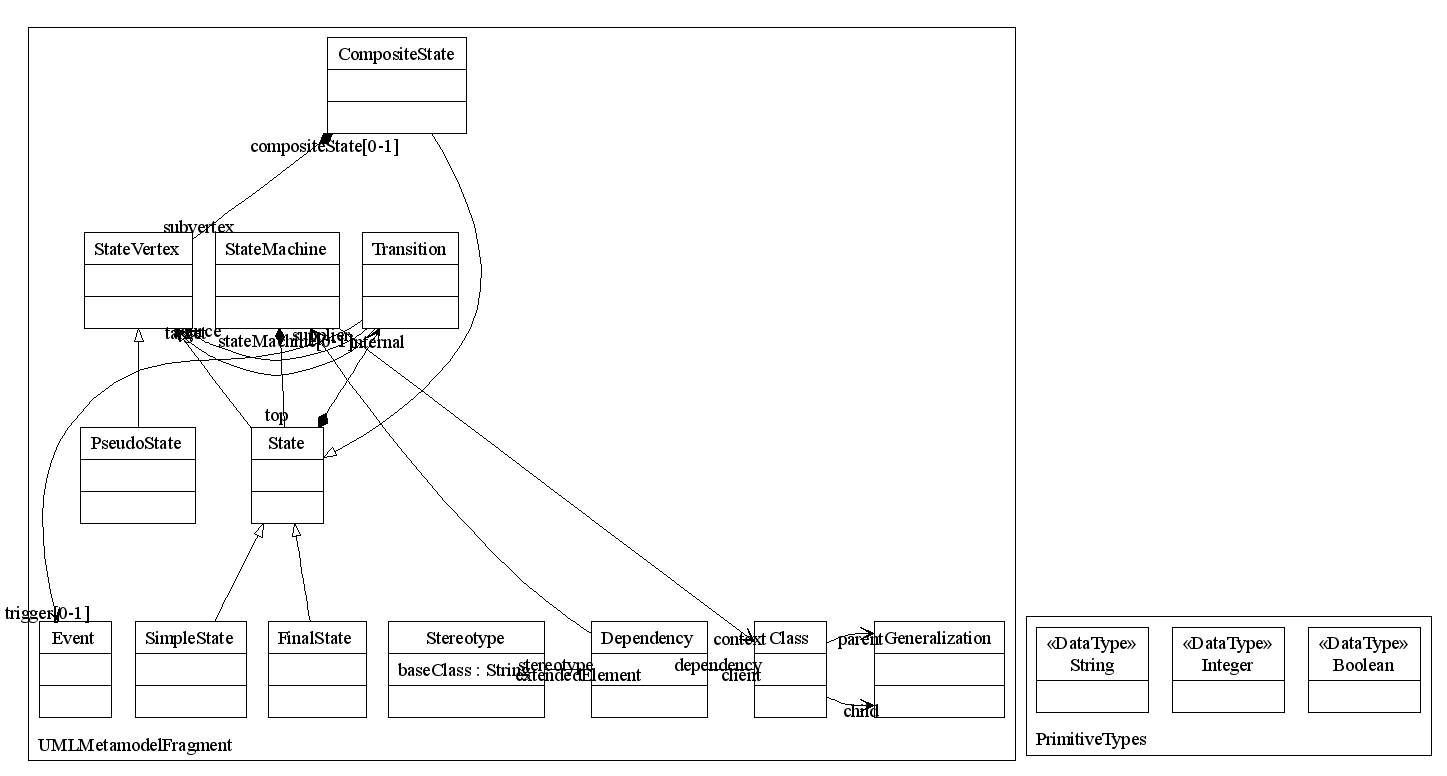 CompositeState
compositeState[0-1]
subvertex
StateVertex
StateMachine
Transition
target
stateMachine[0-1]
supplier
internal
top
PseudoState
State
trigger[0-1]
Event
SimpleState
FinalState
Stereotype
baseClass : String
stereotype
extendedElement
Dependency
dependency
client
context
Class
parent
child
Generalization
UMLMetamodelFragment
«DataType»
String
«DataType»
Integer
«DataType»
Boolean
PrimitiveTypes